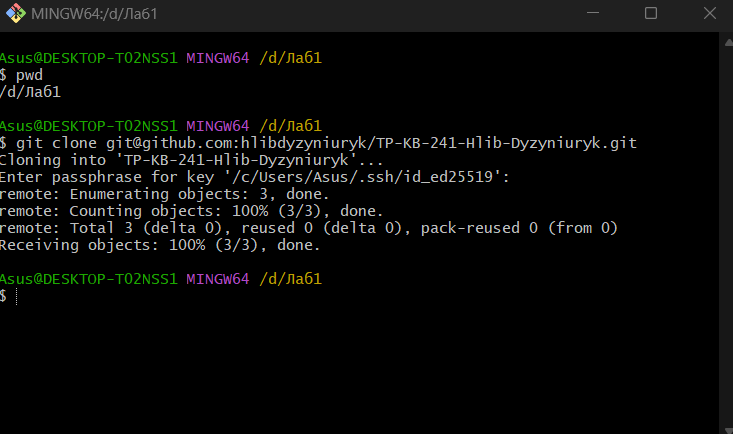 MINGW64:/d/Лаб1
Asus@DESKTOP-T02NSS1 MINGW64 /d/Лаб1
$ pwd
/d/Лаб1
Asus@DESKTOP-T02NSS1 MINGW64 /d/Лаб1
$ git clone git@github.com:hlibdyzyniuryk/TP-KB-241-Hlib-Dyzyniuryk.git
Cloning into 'TP-KB-241-Hlib-Dyzyniuryk'...
Enter passphrase for key '/c/Users/Asus/.ssh/id_ed25519':
remote: Enumerating objects: 3, done.
remote: Counting objects: 100% (3/3), done.
remote: Total 3 (delta 0), reused 0 (delta 0), pack-reused 0 (from 0)
Receiving objects: 100% (3/3), done.
Asus@DESKTOP-T02NSS1 MINGW64 /d/Лаб1
$